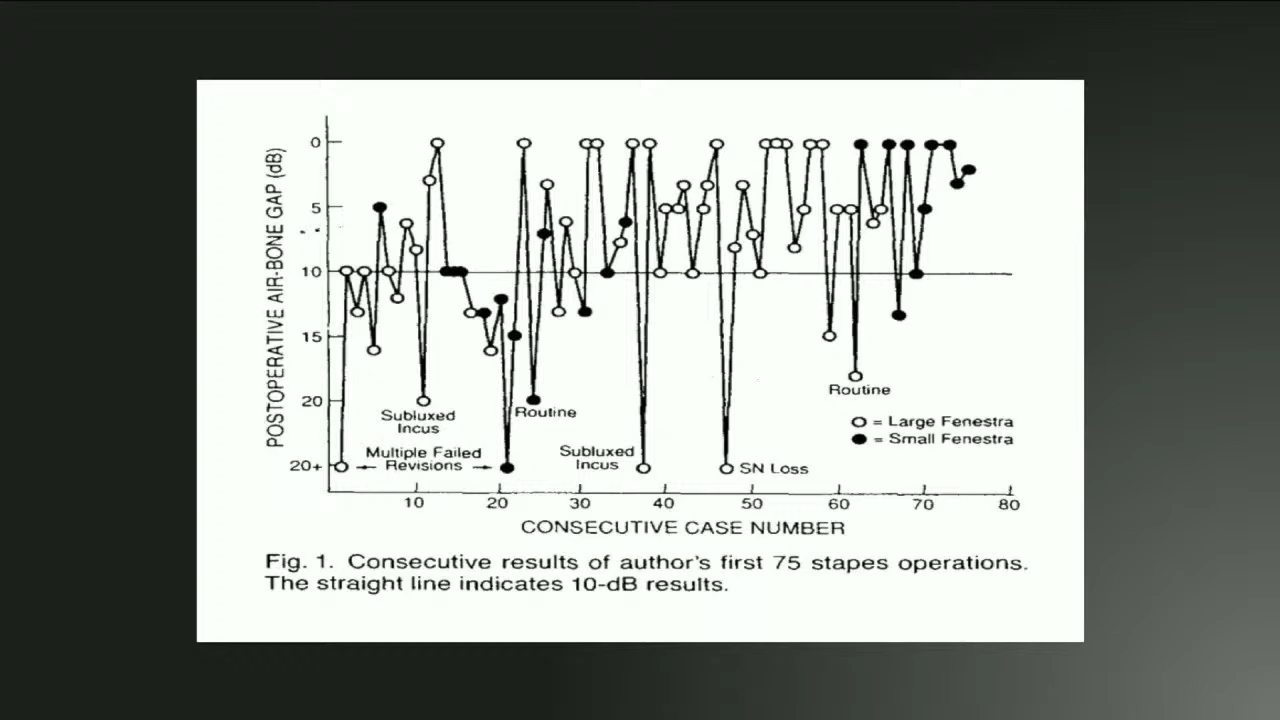 POSTOPERATIVE AIR-BONE GAP (dB)
0
5
10
15
20
20+
Subluxed
Incus
Multiple Failed
Revisions
Routine
Subluxed
Incus
SN Loss
Routine
= Large Fenestra
= Small Fenestra
10 20 30 40 50 60 70 80
CONSECUTIVE CASE NUMBER
Fig. 1. Consecutive results of author's first 75 stapes operations.
The straight line indicates 10-dB results.